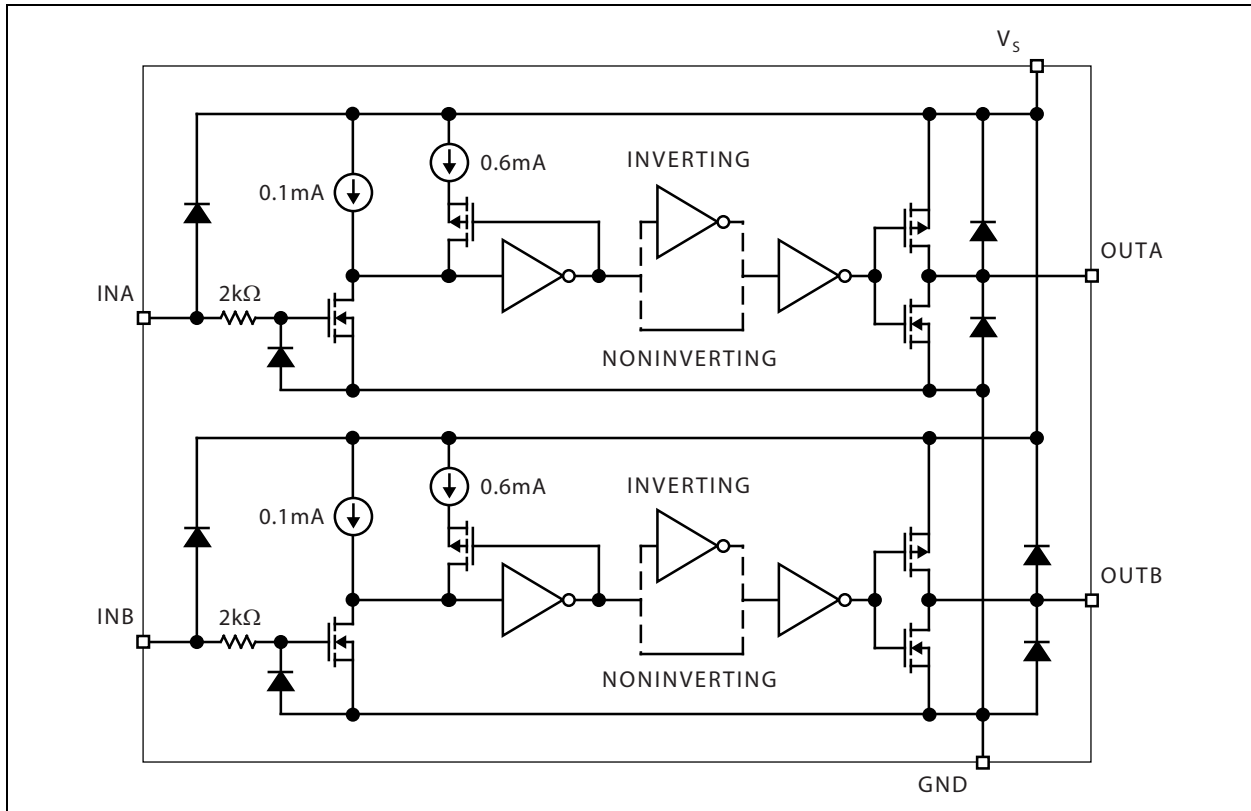 V_S
0.6mA
INVERTING
0.1mA
OUTA
INA
2kΩ
NONINVERTING
0.6mA
INVERTING
0.1mA
OUTB
INB
2kΩ
NONINVERTING
GND